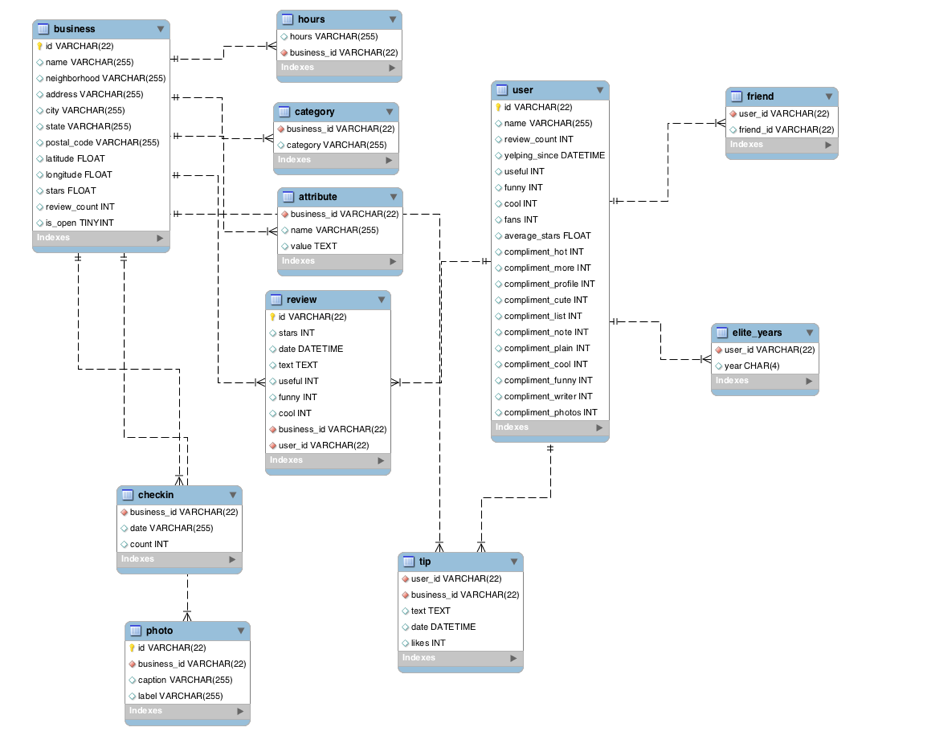 business
id VARCHAR(22)
name VARCHAR(255)
neighborhood VARCHAR(255)
address VARCHAR(255)
city VARCHAR(255)
state VARCHAR(255)
postal_code VARCHAR(255)
latitude FLOAT
longitude FLOAT
stars FLOAT
review_count INT
is_open TINYINT
Indexes
hours
hours VARCHAR(255)
business_id VARCHAR(22)
Indexes
category
business_id VARCHAR(22)
category VARCHAR(255)
Indexes
attribute
business_id VARCHAR(22)
name VARCHAR(255)
value TEXT
Indexes
review
id VARCHAR(22)
stars INT
date DATETIME
text TEXT
useful INT
funny INT
cool INT
business_id VARCHAR(22)
user_id VARCHAR(22)
Indexes
user
id VARCHAR(22)
name VARCHAR(255)
review_count INT
yelping_since DATETIME
useful INT
funny INT
cool INT
fans INT
average_stars FLOAT
compliment_hot INT
compliment_more INT
compliment_profile INT
compliment_cute INT
compliment_list INT
compliment_note INT
compliment_plain INT
compliment_cool INT
compliment_funny INT
compliment_writer INT
compliment_photos INT
Indexes
friend
user_id VARCHAR(22)
friend_id VARCHAR(22)
Indexes
elite_years
user_id VARCHAR(22)
year CHAR(4)
Indexes
checkin
business_id VARCHAR(22)
date VARCHAR(255)
count INT
Indexes
tip
user_id VARCHAR(22)
business_id VARCHAR(22)
text TEXT
date DATETIME
likes INT
Indexes
photo
id VARCHAR(22)
business_id VARCHAR(22)
caption VARCHAR(255)
label VARCHAR(255)
Indexes